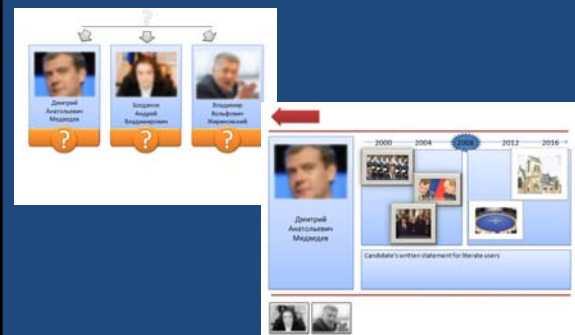 ?
Дмитрий
Анатольевич
Медведев
Богданов
Андрей
Владимирович
Владимир
Вольфович
Жириновский
? ? ?
2000 2004 2008 2012 2016
Дмитрий
Анатольевич
Медведев
Candidate's written statement for literate users